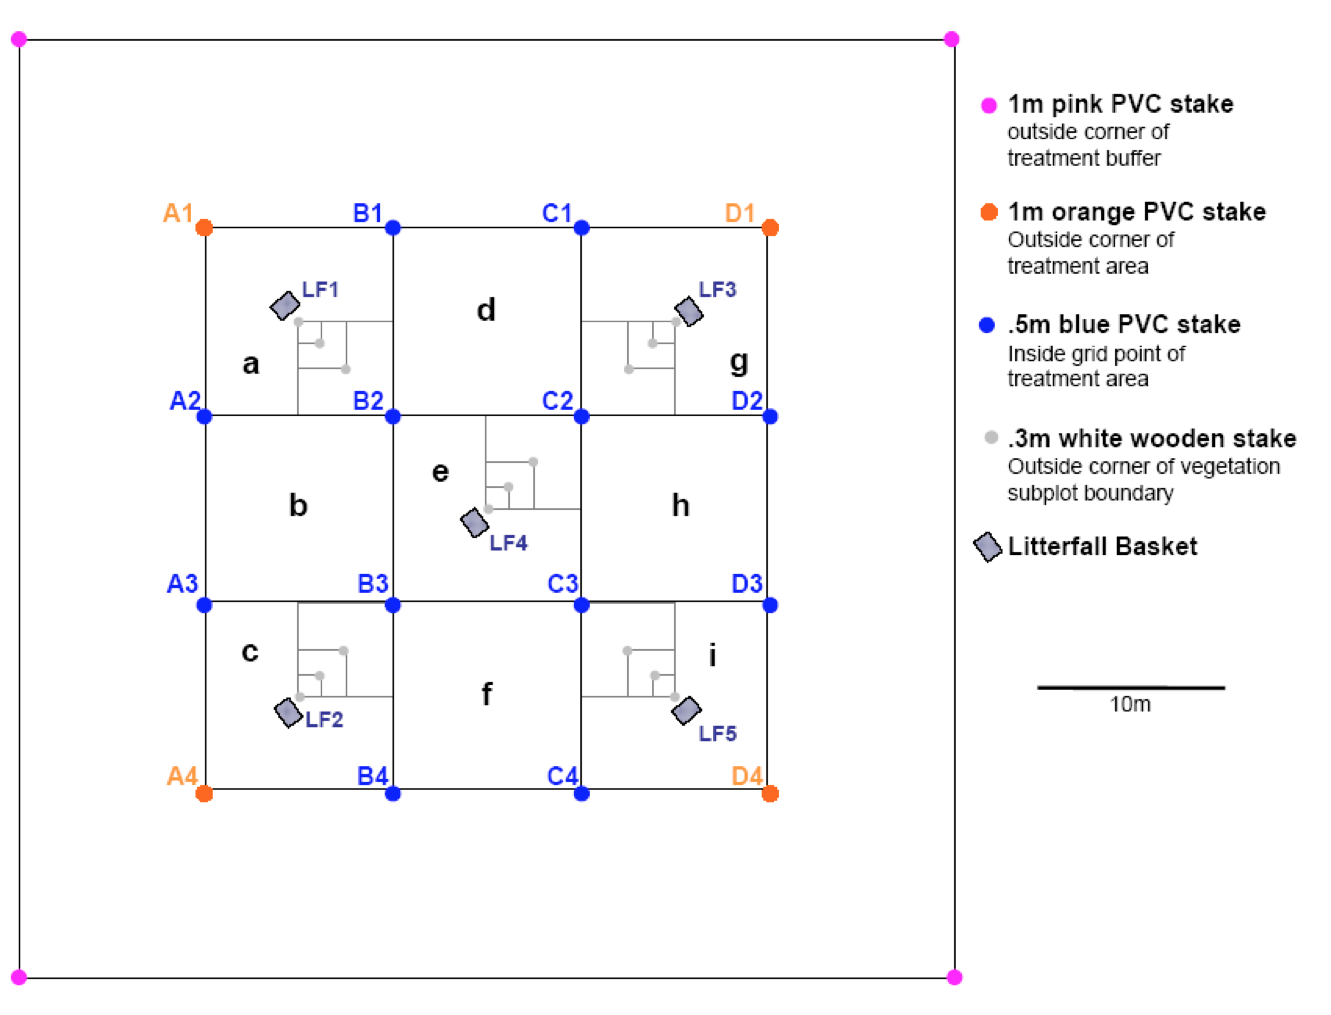 1m pink PVC stake
outside corner of
treatment buffer
A1 B1 C1 D1
1m orange PVC stake
Outside corner of
treatment area
LF1 LF3
d
.5m blue PVC stake
Inside grid point of
treatment area
a g
A2 B2 C2 D2
.3m white wooden stake
Outside corner of vegetation
subplot boundary
e
b h
LF4
Litterfall Basket
A3 B3 C3 D3
c i
f
10m
LF2 LF5
A4 B4 C4 D4